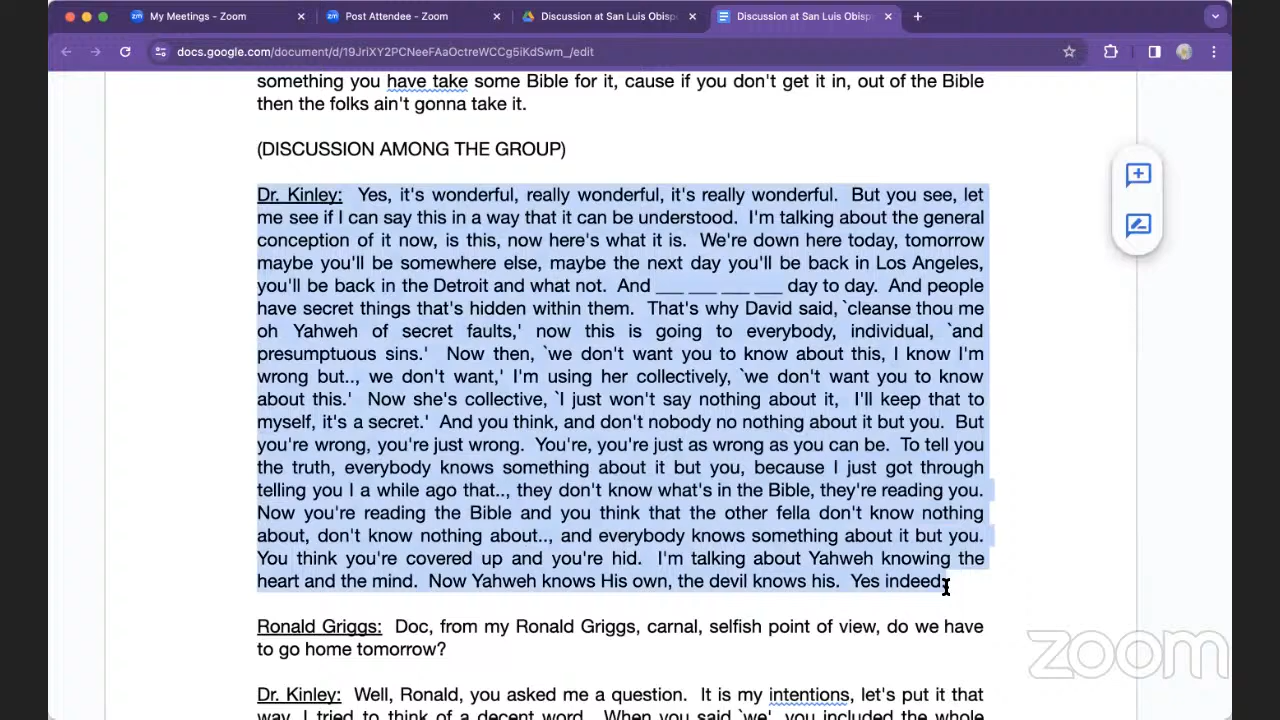 My Meetings - Zoom
Post Attendee - Zoom
Discussion at San Luis Obisp
Discussion at San Luis Obisp
docs.google.com/document/d/19JriXY2PCNeeFAaOctreWCCg5iKdSwm_/edit
something you have take some Bible for it, cause if you don't get it in, out of the Bible
then the folks ain't gonna take it.
(DISCUSSION AMONG THE GROUP)
Dr. Kinley: Yes, it's wonderful, really wonderful, it's really wonderful. But you see, let
me see if I can say this in a way that it can be understood. I'm talking about the general
conception of it now, is this, now here's what it is. We're down here today, tomorrow
maybe you'll be somewhere else, maybe the next day you'll be back in Los Angeles,
you'll be back in the Detroit and what not. And ___ ___ ___ ___ day to day. And people
have secret things that's hidden within them. That's why David said, `cleanse thou me
oh Yahweh of secret faults,' now this is going to everybody, individual, `and
presumptuous sins.' Now then, `we don't want you to know about this, I know I'm
wrong but.., we don't want,' I'm using her collectively, `we don't want you to know
about this.' Now she's collective, `I just won't say nothing about it, I'll keep that to
myself, it's a secret.' And you think, and don't nobody no nothing about it but you. But
you're wrong, you're just wrong. You're, you're just as wrong as you can be. To tell you
the truth, everybody knows something about it but you, because I just got through
telling you I a while ago that.., they don't know what's in the Bible, they're reading you.
Now you're reading the Bible and you think that the other fella don't know nothing
about, don't know nothing about.., and everybody knows something about it but you.
You think you're covered up and you're hid. I'm talking about Yahweh knowing the
heart and the mind. Now Yahweh knows His own, the devil knows his. Yes indeed.
Ronald Griggs: Doc, from my Ronald Griggs, carnal, selfish point of view, do we have
to go home tomorrow?
Dr. Kinley: Well, Ronald, you asked me a question. It is my intentions, let's put it that
way, I tried to think of a decent word. When you said `we', you included the whole
zoom